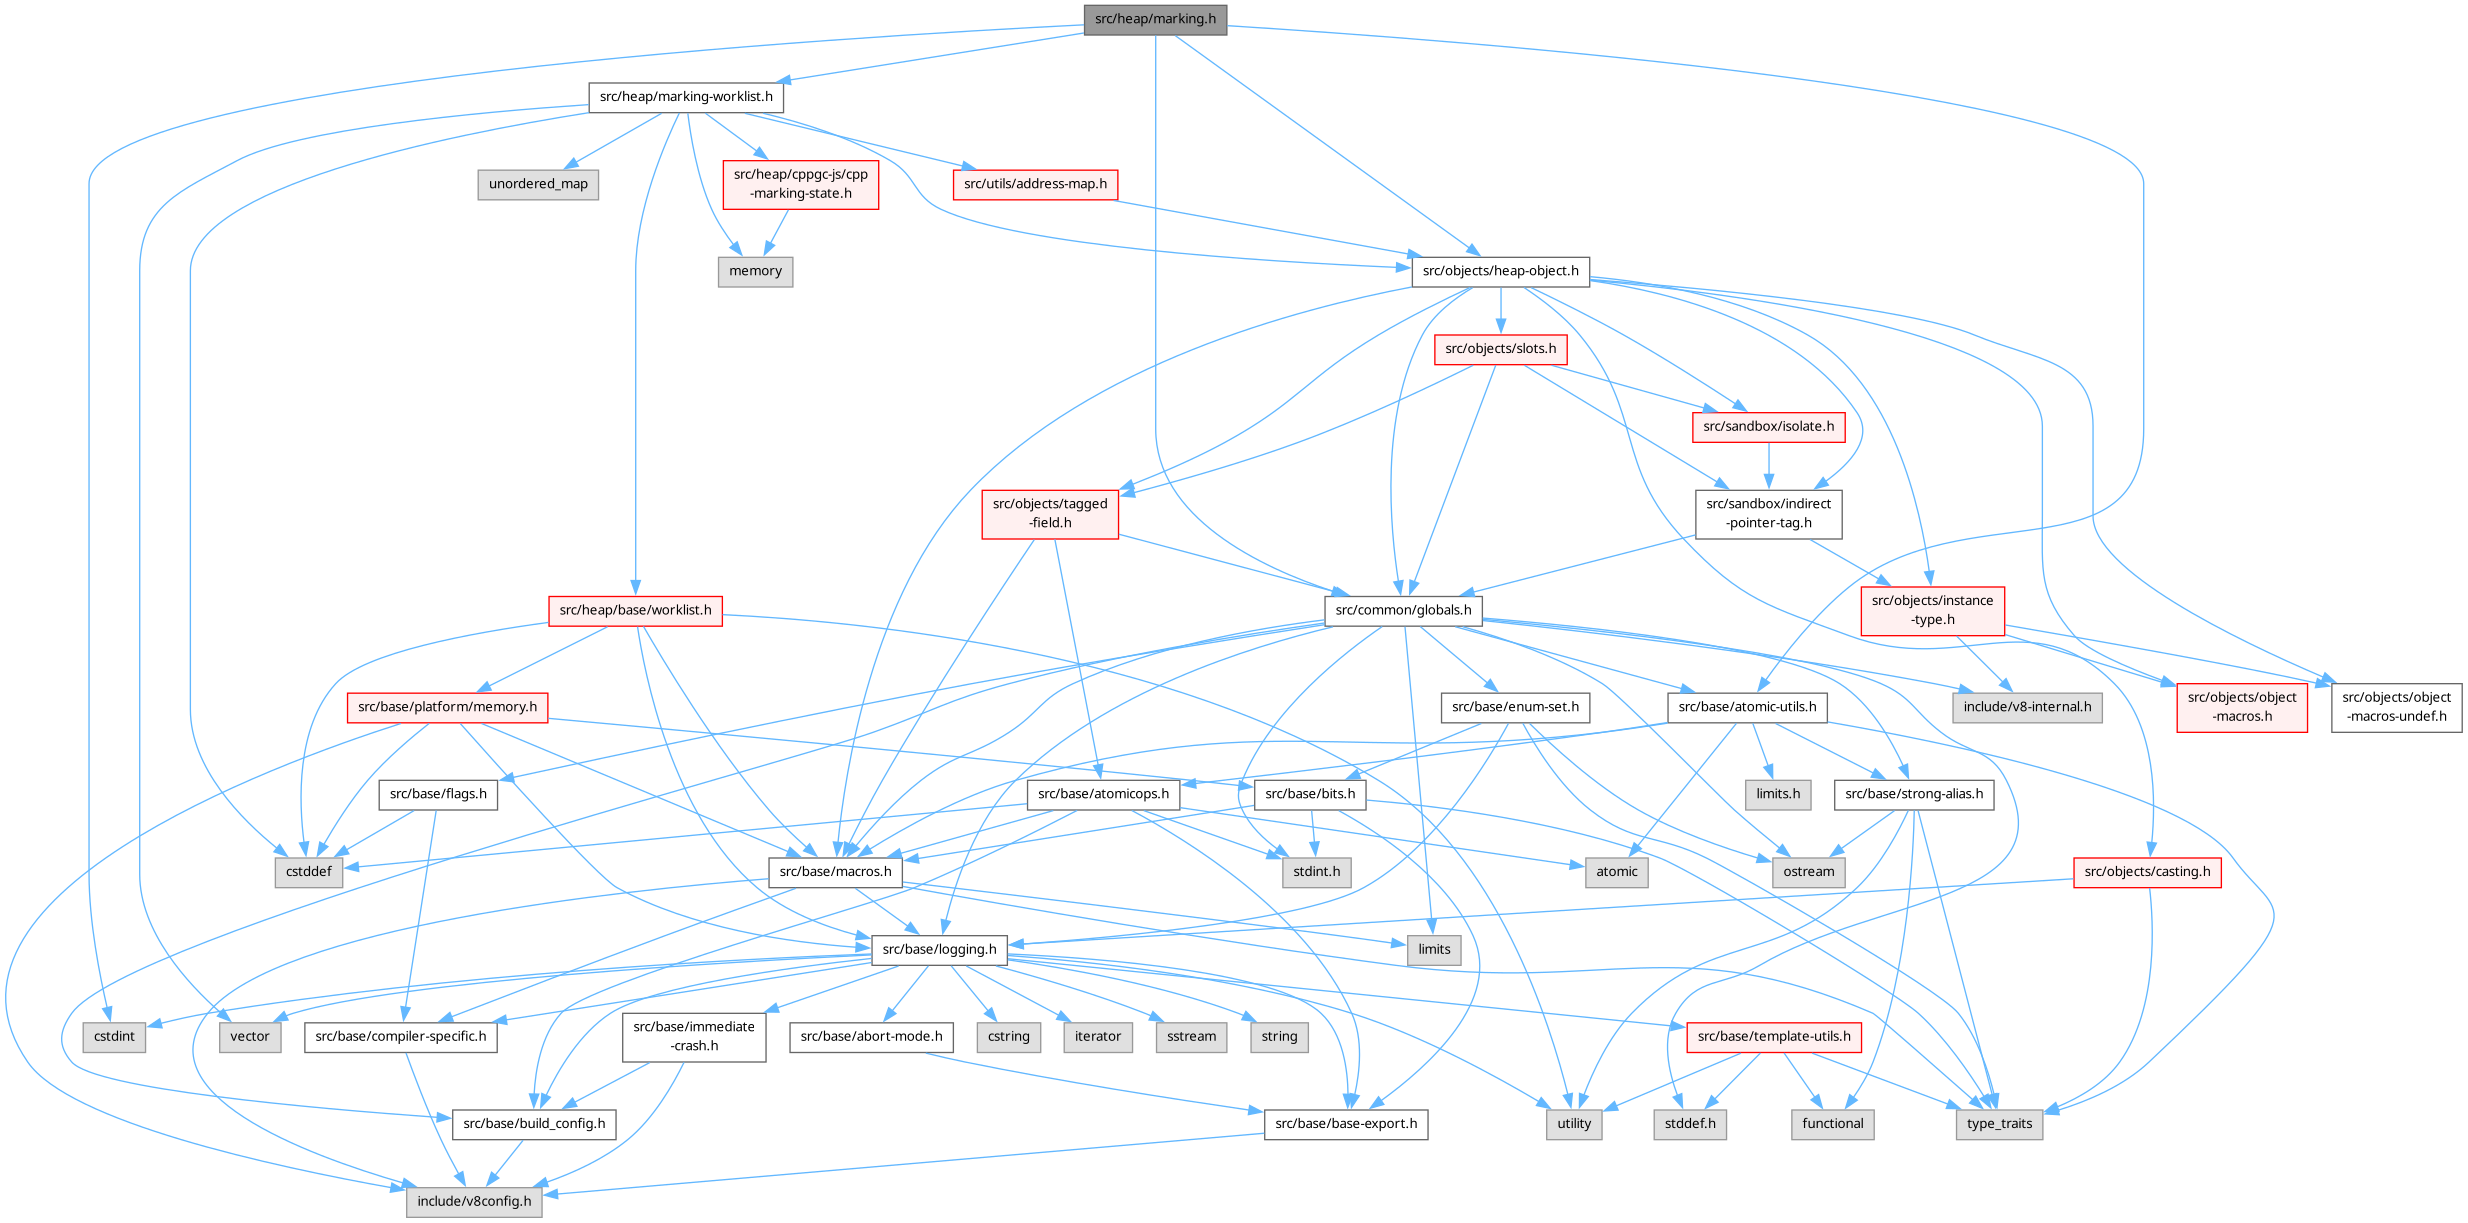 src/heap/marking.h
src/heap/marking-worklist.h
unordered_map
src/heap/cppgc-js/cpp
-marking-state.h
src/utils/address-map.h
memory
src/objects/heap-object.h
src/objects/slots.h
src/sandbox/isolate.h
src/objects/tagged
-field.h
src/sandbox/indirect
-pointer-tag.h
src/heap/base/worklist.h
src/common/globals.h
src/objects/instance
-type.h
src/base/platform/memory.h
src/base/enum-set.h
src/base/atomic-utils.h
include/v8-internal.h
src/objects/object
-macros.h
src/objects/object
-macros-undef.h
src/base/flags.h
src/base/atomicops.h
src/base/bits.h
limits.h
src/base/strong-alias.h
cstddef
src/base/macros.h
stdint.h
atomic
ostream
src/objects/casting.h
src/base/logging.h
limits
cstdint
vector
src/base/compiler-specific.h
src/base/immediate
-crash.h
src/base/abort-mode.h
cstring
iterator
sstream
string
src/base/template-utils.h
src/base/build_config.h
src/base/base-export.h
utility
stddef.h
functional
type_traits
include/v8config.h